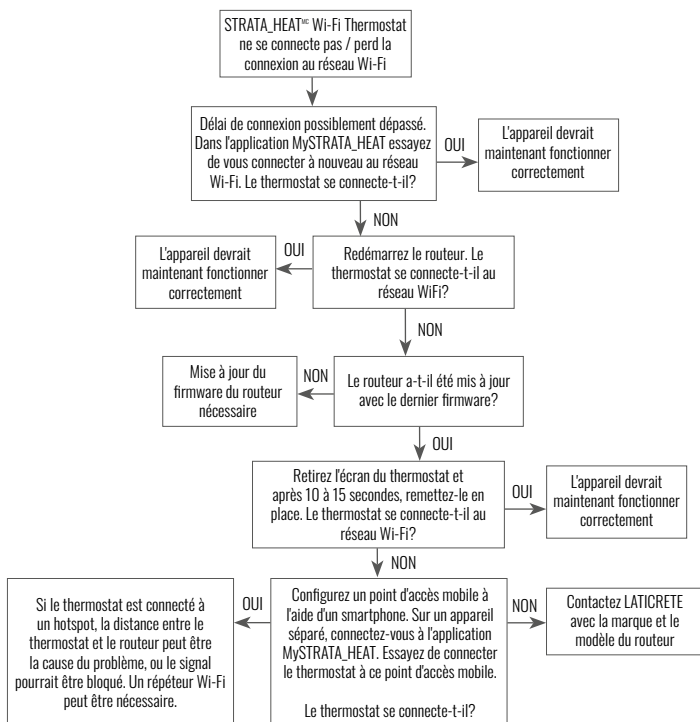 STRATA_HEAT ᴹᶜ Wi-Fi Thermostat
ne se connecte pas / perd la
connexion au réseau Wi-Fi
Délai de connexion possiblement dépassé.
Dans l'application MySTRATA_HEAT essayez
de vous connecter à nouveau au réseau
Wi-Fi. Le thermostat se connecte-t-il?
OUI
L'appareil devrait
maintenant fonctionner
correctement
NON
L'appareil devrait
maintenant fonctionner
correctement
OUI
Redémarrez le routeur. Le
thermostat se connecte-t-il au
réseau WiFi?
NON
Mise à jour du
firmware du routeur
nécessaire
NON
Le routeur a-t-il été mis à jour
avec le dernier firmware?
OUI
Retirez l'écran du thermostat et
après 10 à 15 secondes, remettez-le en
place. Le thermostat se connecte-t-il au
réseau Wi-Fi?
OUI
L'appareil devrait
maintenant fonctionner
correctement
NON
Si le thermostat est connecté à
un hotspot, la distance entre le
thermostat et le routeur peut être
la cause du problème, ou le signal
pourrait être bloqué. Un répéteur Wi-Fi
peut être nécessaire.
OUI
Configurez un point d'accès mobile à
l'aide d'un smartphone. Sur un appareil
séparé, connectez-vous à l'application
MySTRATA_HEAT. Essayez de connecter
le thermostat à ce point d'accès mobile.
Le thermostat se connecte-t-il?
NON
Contactez LATICRETE
avec la marque et le
modèle du routeur